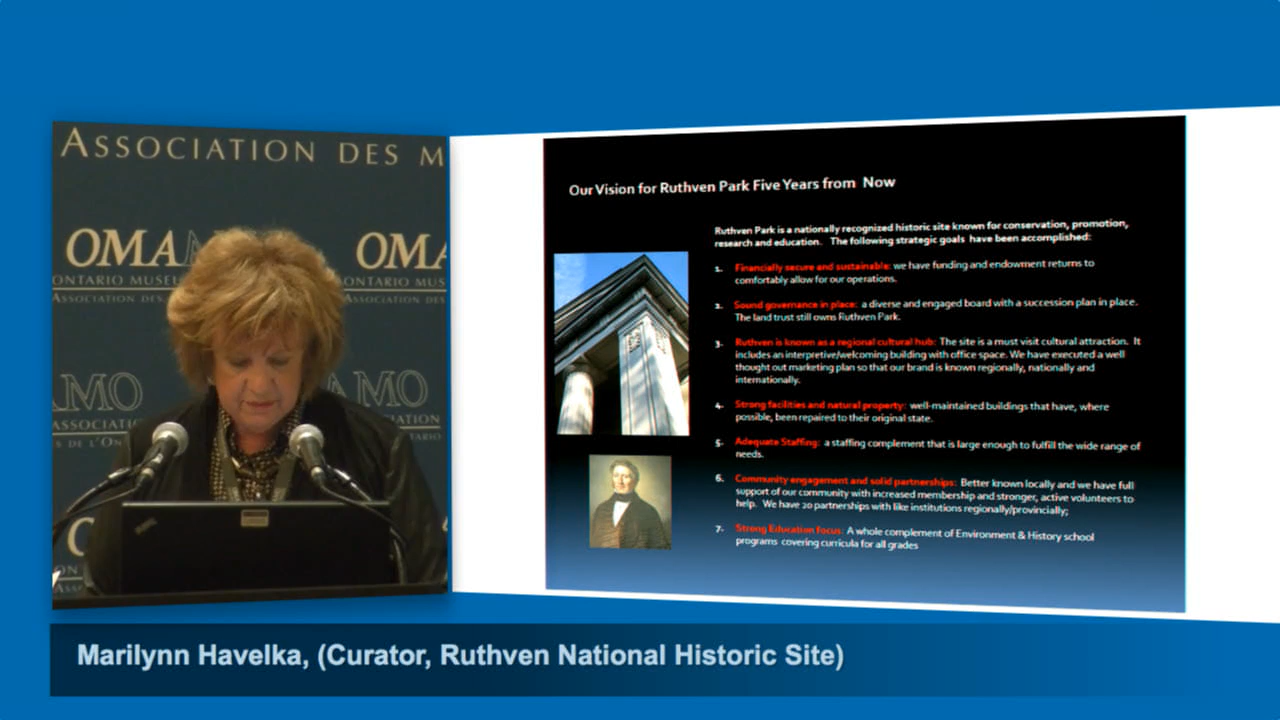 ASSOCIATION DES M
OMA
OMA
ONTARIO MUSEU
ONTARIO MUS
ASSOCIATION DES
ASSOCIATION DES
AMO
AMO
ASSOCIATI
IATION
S DE L'ON
TARIO
Our Vision for Ruthven Park Five Years from Now
Ruthven Park is a nationally recognized historic site known for conservation, promotion,
research and education. The following strategic goals have been accomplished:
1. Financially secure and sustainable: we have funding and endowment returns to
comfortably allow for our operations.
2. Sound governance in place: a diverse and engaged board with a succession plan in place.
The land trust still owns Ruthven Park.
3. Ruthven is known as a regional cultural hub: The site is a must visit cultural attraction. It
includes an interpretive/welcoming building with office space. We have executed a well
thought out marketing plan so that our brand is known regionally, nationally and
internationally.
4. Strong facilities and natural property: well-maintained buildings that have, where
possible, been repaired to their original state.
5. Adequate Staffing: a staffing complement that is large enough to fulfill the wide range of
needs.
6. Community engagement and solid partnerships: Better known locally and we have full
support of our community with increased membership and stronger, active volunteers to
help. We have 20 partnerships with like institutions regionally/provincially;
7. Strong Education focus: A whole complement of Environment & History school
programs covering curricula for all grades
Marilynn Havelka, (Curator, Ruthven National Historic Site)